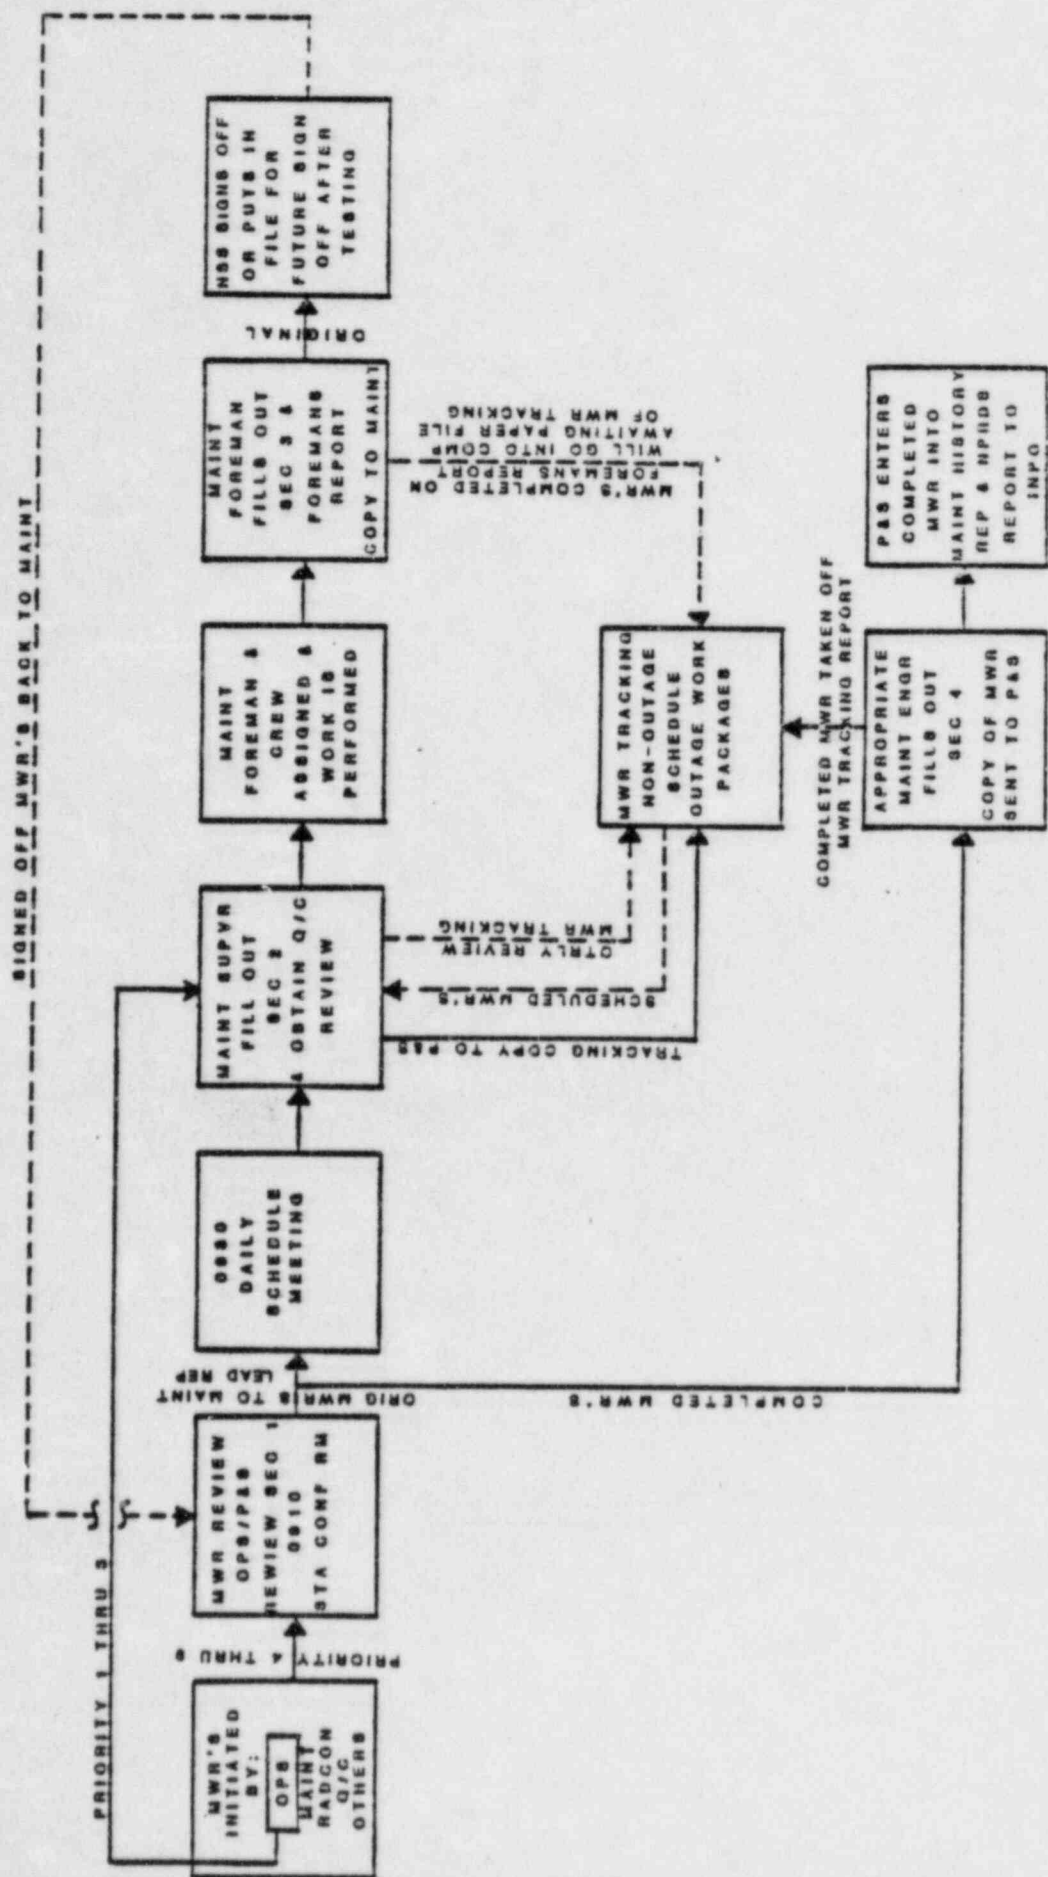 SIGNED OFF MWR'S BACK TO MAINT
PRIORITY 1 THRU 3
MWR'S
INITIATED
BY:
OPS
MAINT
RADCON
Q/C
OTHERS
PRIORITY 4 THRU 9
MWR REVIEW
OPS/P&S
REWIEW SEC 1
0910
STA CONF RM
ORIG MWR'S TO MAINT
LEAD REP
0930
DAILY
SCHEDULE
MEETING
MAINT SUPVR
FILL OUT
SEC 2
& OBTAIN Q/C
REVIEW
MAINT
FOREMAN &
CREW
ASSIGNED &
WORK IS
PERFORMED
MAINT
FOREMAN
FILLS OUT
SEC 3 &
FOREMANS
REPORT
COPY TO MAINT
ORIGINAL
NSS SIGNS OFF
OR PUTS IN
FILE FOR
FUTURE SIGN
OFF AFTER
TESTING
TRACKING COPY TO P&S
SCHEDULED MWR'S
QTRLY REVIEW
MWR TRACKING
MWR'S COMPLETED ON
FOREMANS REPORT
WILL GO INTO COMP
AWAITING PAPER FILE
OF MWR TRACKING
MWR TRACKING
NON-OUTAGE
SCHEDULE
OUTAGE WORK
PACKAGES
COMPLETED MWR'S
COMPLETED MWR TAKEN OFF
MWR TRACKING REPORT
APPROPRIATE
MAINT ENGR
FILLS OUT
SEC 4
COPY OF MWR
SENT TO P&S
P&S ENTERS
COMPLETED
MWR INTO
MAINT HISTORY
REP & NPRDS
REPORT TO
INPO